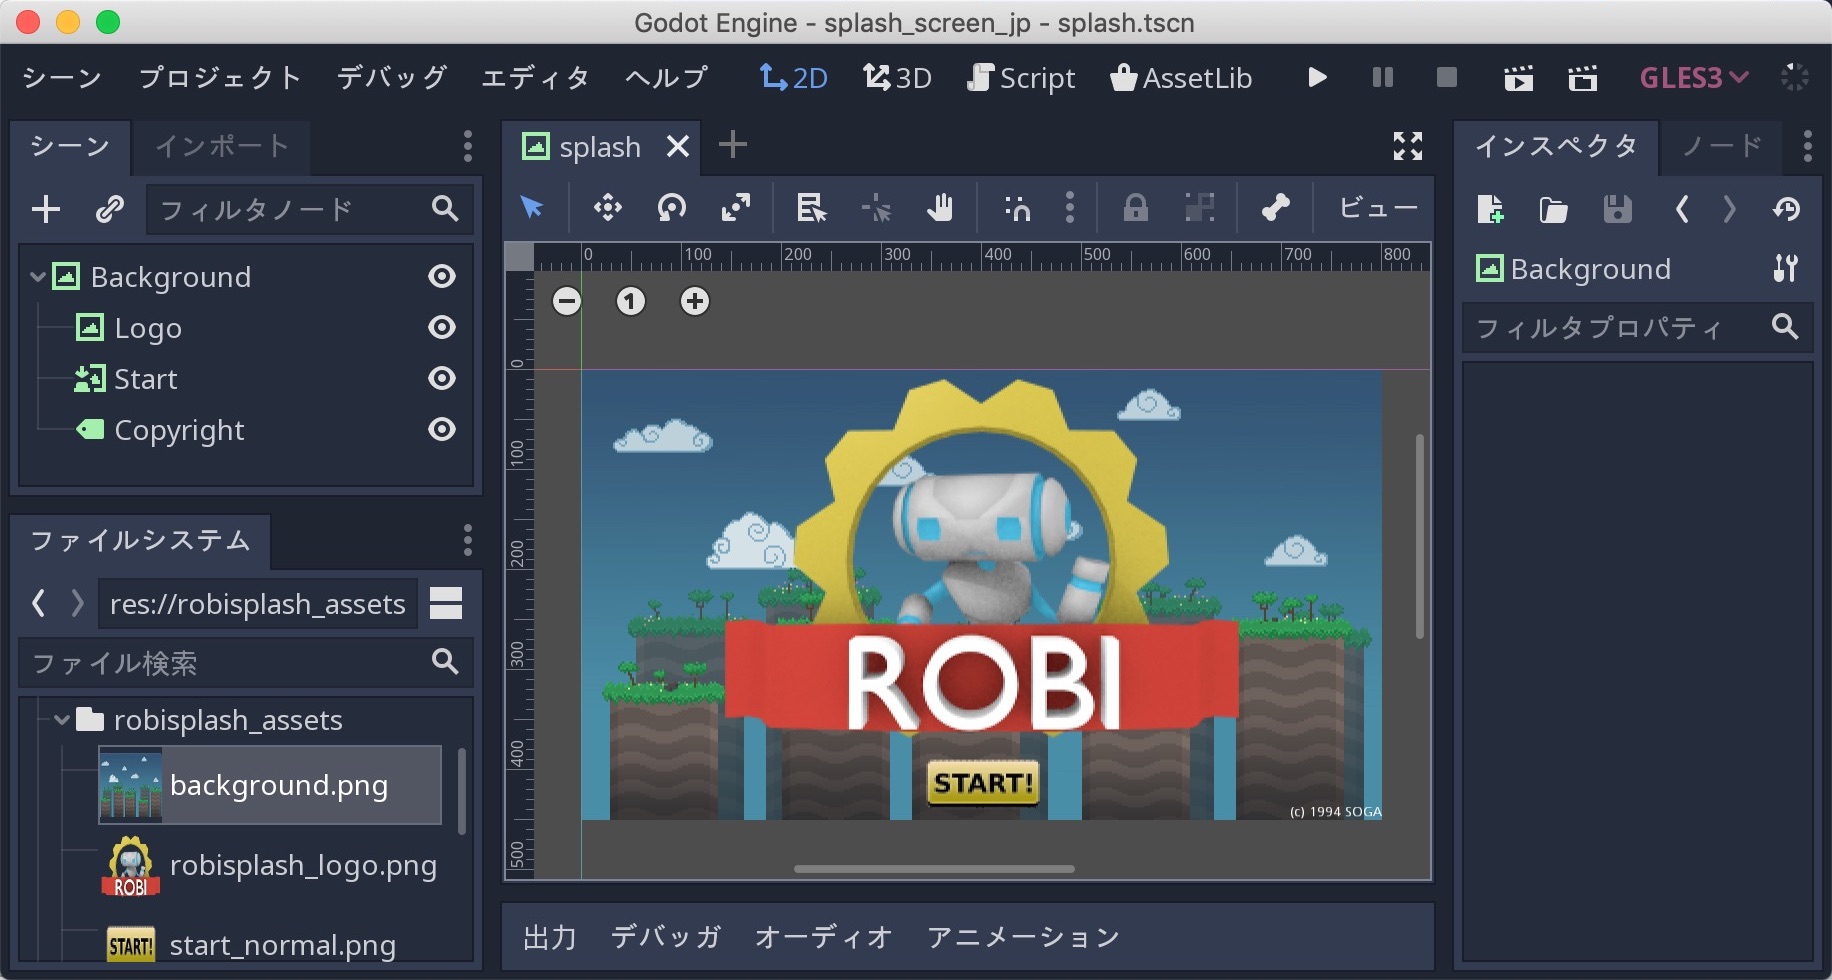 Godot Engine - splash_screen_jp - splash.tscn
シーン プロジェクト デバッグ エディタ ヘルプ 2D 3D Script AssetLib GLES3
シーン インポート
フィルタノード
Background
Logo
Start
Copyright
ファイルシステム
res://robisplash_assets
ファイル検索
robisplash_assets
background.png
ROBI
robisplash_logo.png
START!
start_normal.png
splash
ビュー
0 100 200 300 400 500 600 700 800
1
0
100
200
300
400
500
ROBI
START!
(c) 1994 SOGA
出力 デバッガ オーディオ アニメーション
インスペクタ ノード
Background
フィルタプロパティ